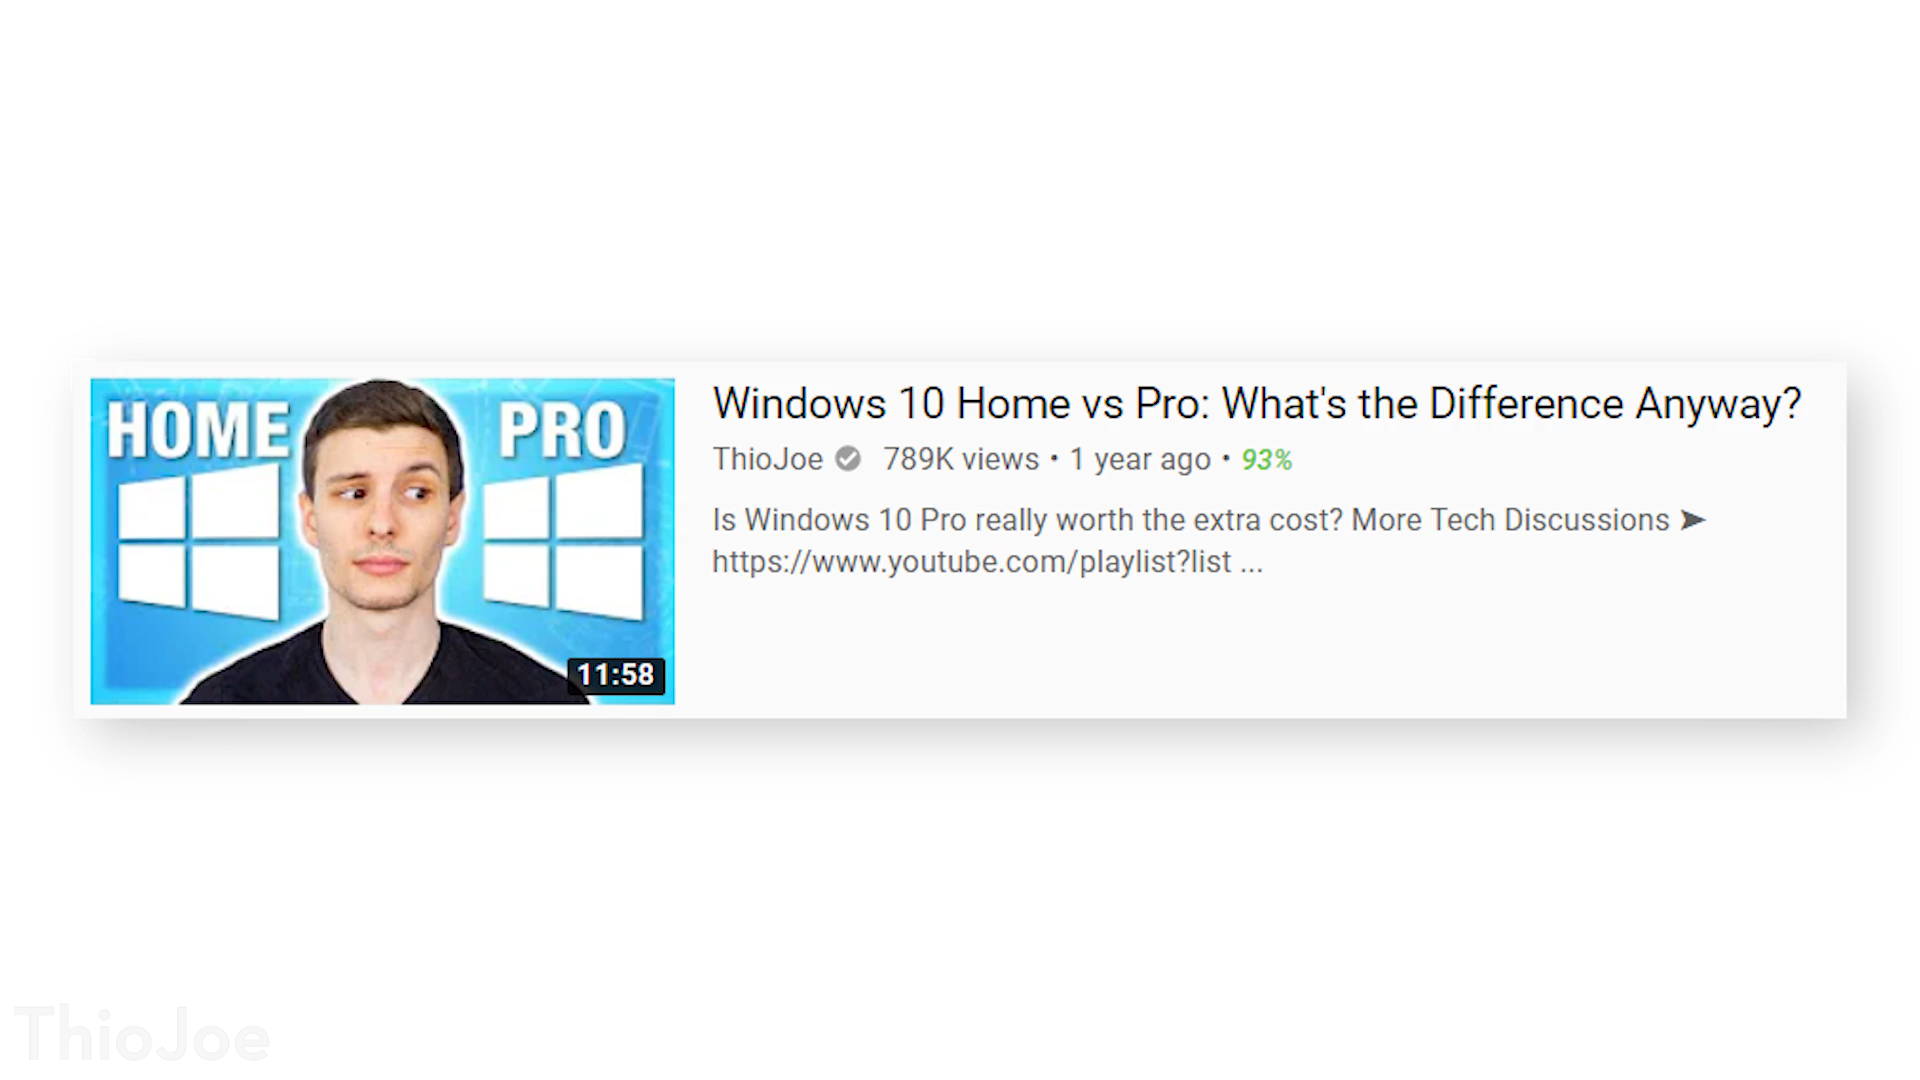 HOME PRO
11:58
Windows 10 Home vs Pro: What's the Difference Anyway?
ThioJoe 789K views • 1 year ago • 93%
Is Windows 10 Pro really worth the extra cost? More Tech Discussions ➤
https://www.youtube.com/playlist?list ...
ThioJoe